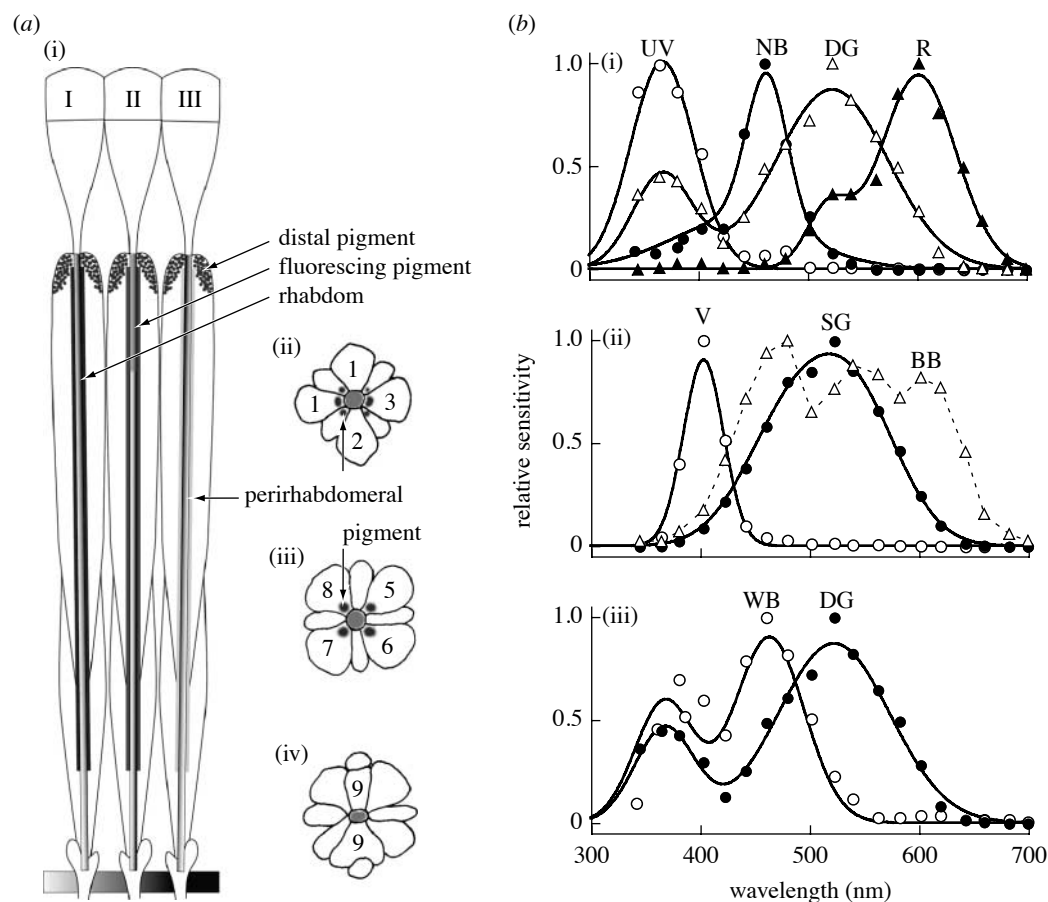 (a)
(i)
I II III
distal pigment
fluorescing pigment
rhabdom
(ii)
1
1 3
2
perirhabdomeral
pigment
(iii)
8 5
7 6
(iv)
9
9
(b)
UV NB DG R
1.0 (i)
0.5
0
V SG BB
1.0 (ii)
0.5
0
relative sensitivity
WB DG
1.0 (iii)
0.5
0
300 400 500 600 700
wavelength (nm)